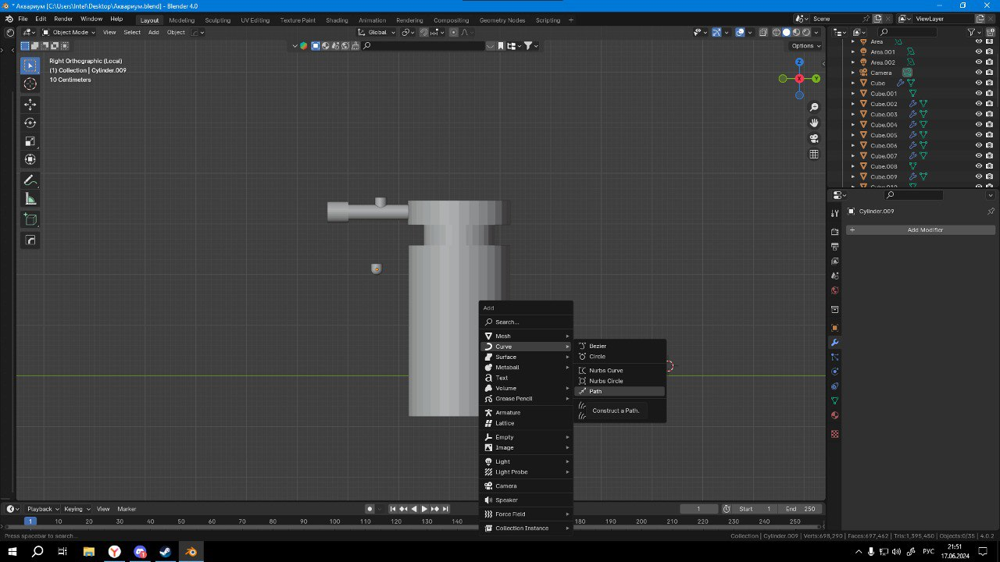 * Аквариум [C:\Users\Intel\Desktop\Аквариум.blend] - Blender 4.0
File Edit Render Window Help Layout Modeling Sculpting UV Editing Texture Paint Shading Animation Rendering Compositing Geometry Nodes Scripting + Scene ViewLayer
Object Mode View Select Add Object Global
Options
Right Orthographic (Local)
(1) Collection | Cylinder.009
10 Centimeters
Z
X
Y
Area
Area.001
Area.002
Camera
Cube
Cube.001
Cube.002
Cube.003
Cube.004
Cube.005
Cube.006
Cube.007
Cube.008
Cube.009
Cylinder.009
Add Modifier
Add
Search...
Mesh
Curve
Surface
Metaball
Text
Volume
Grease Pencil
Armature
Lattice
Empty
Image
Light
Light Probe
Camera
Speaker
Force Field
Collection Instance
Bezier
Circle
Nurbs Curve
Nurbs Circle
Path
Construct a Path.
Playback Keying View Marker 1 Start 1 End 250
1 10 20 30 40 50 60 70 80 90 100 110 120 130 140 180 190 200 210 220 230 240 250
Press spacebar to search...
Collection | Cylinder.009 | Verts:698,290 | Faces:697,462 | Tris:1,395,450 | Objects:0/35 | 4.0.2
РУС
21:51
17.06.2024